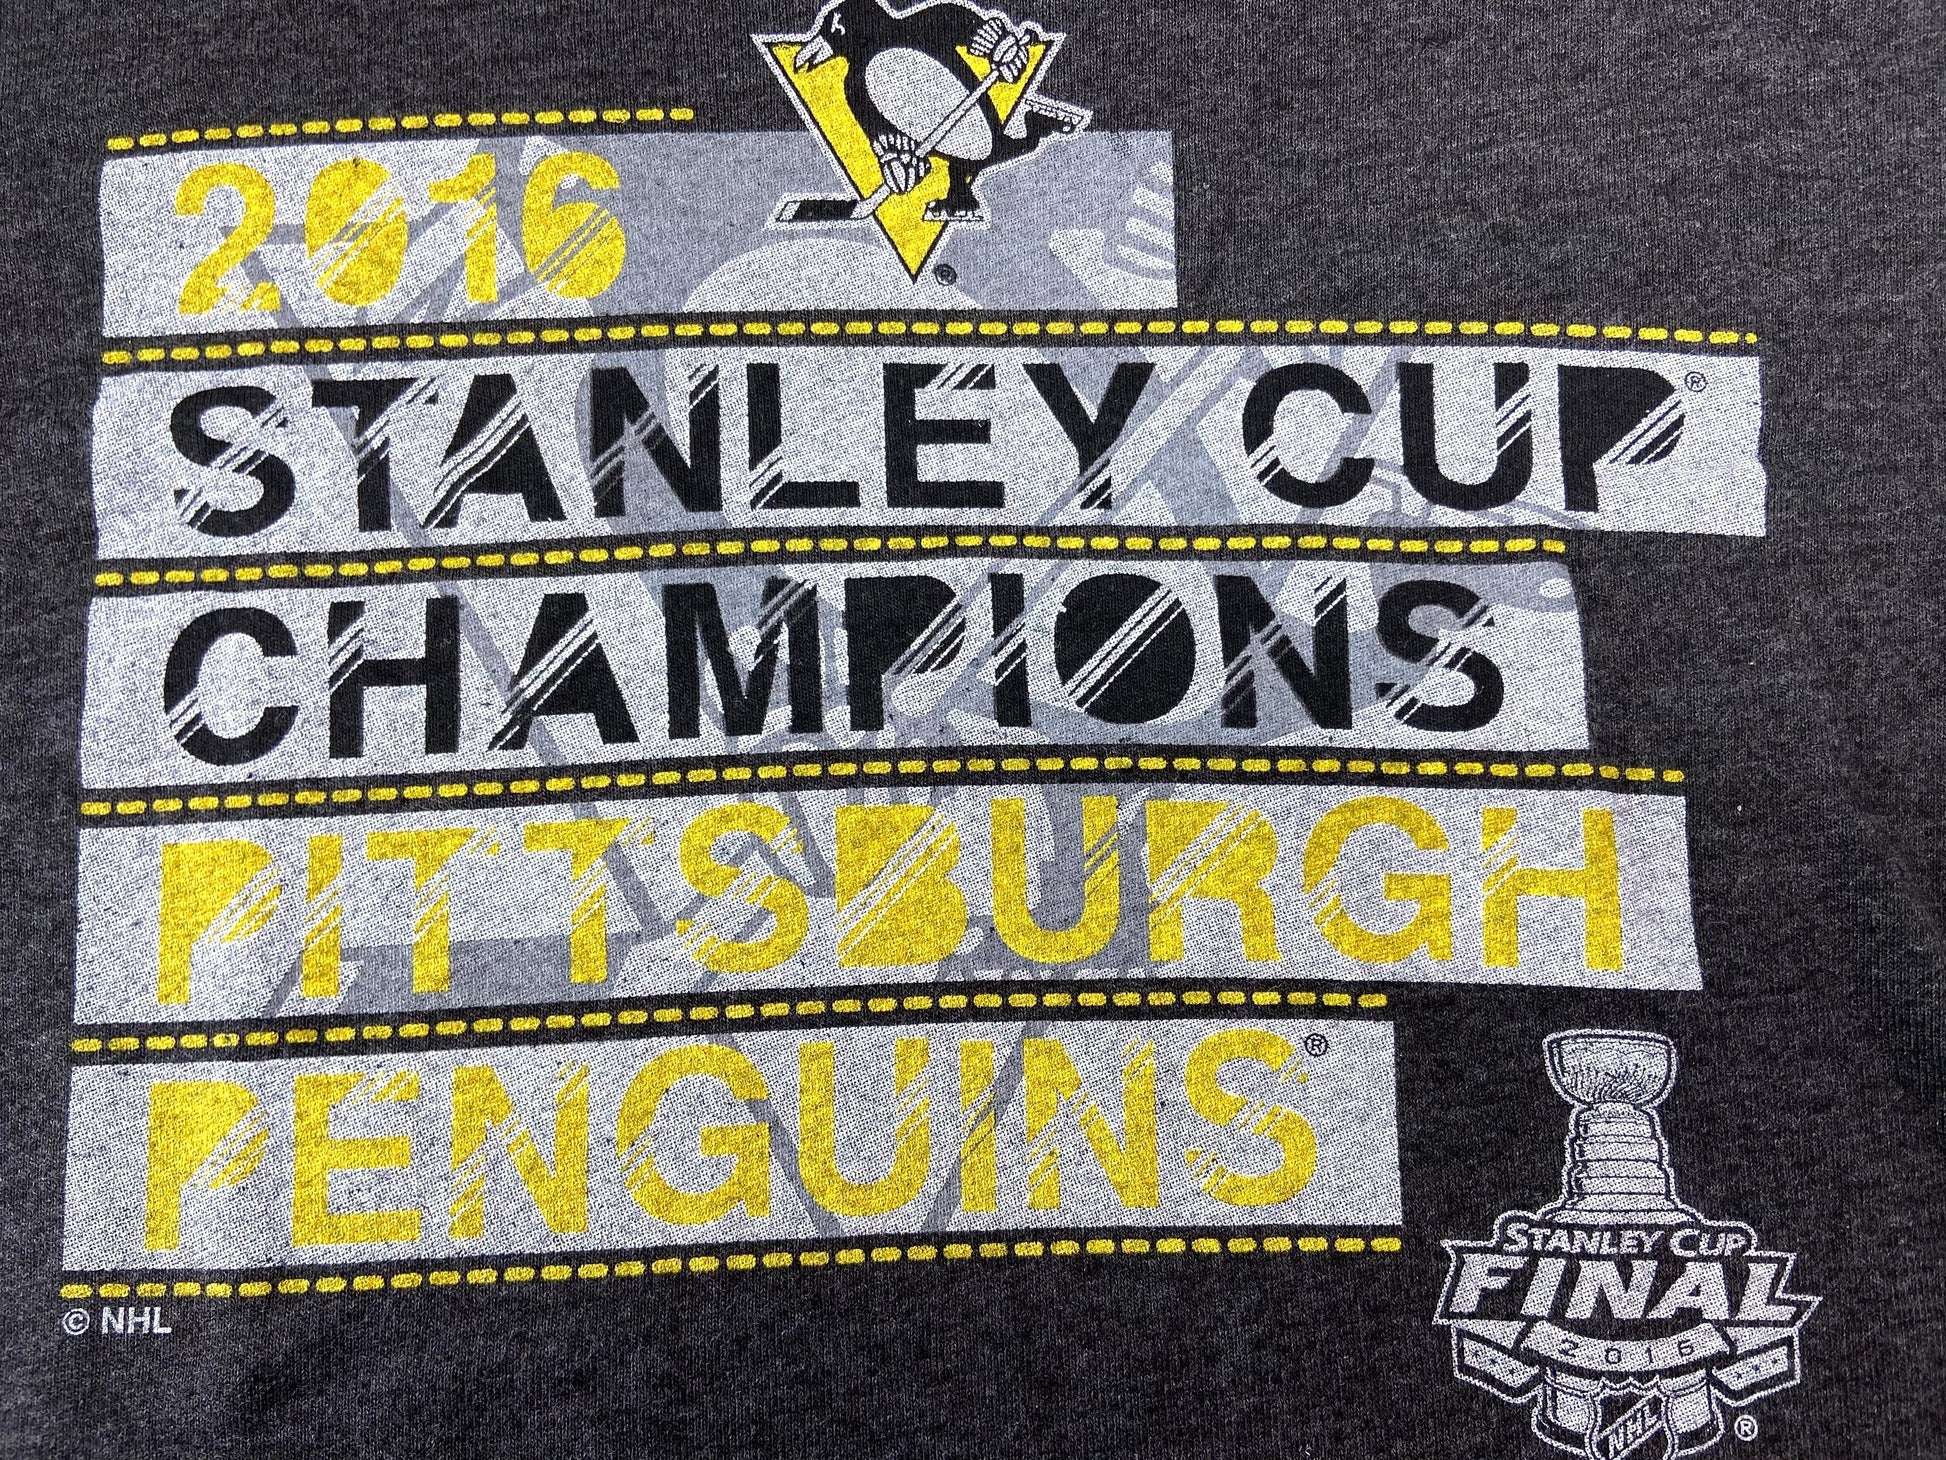 2016
®
STANLEY CUP®
CHAMPIONS
PITTSBURGH
PENGUINS®
© NHL
STANLEY CUP
FINAL
2016
NHL
®